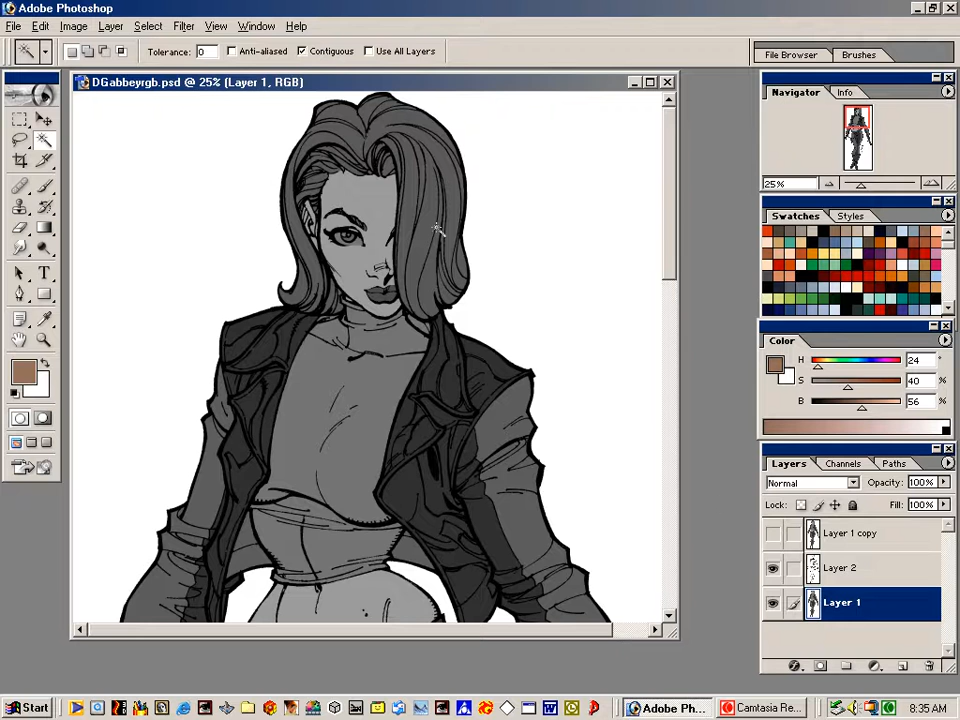 Adobe Photoshop
File Edit Image Layer Select Filter View Window Help
Tolerance: 0 Anti-aliased Contiguous Use All Layers
File Browser Brushes
DGabbeyrgb.psd @ 25% (Layer 1, RGB)
Navigator Info
25%
Swatches Styles
Color
H 24 °
S 40 %
B 56 %
Layers Channels Paths
Normal Opacity: 100%
Lock: Fill: 100%
Layer 1 copy
Layer 2
Layer 1
Start
Adobe Pho...
Camtasia Re...
8:35 AM